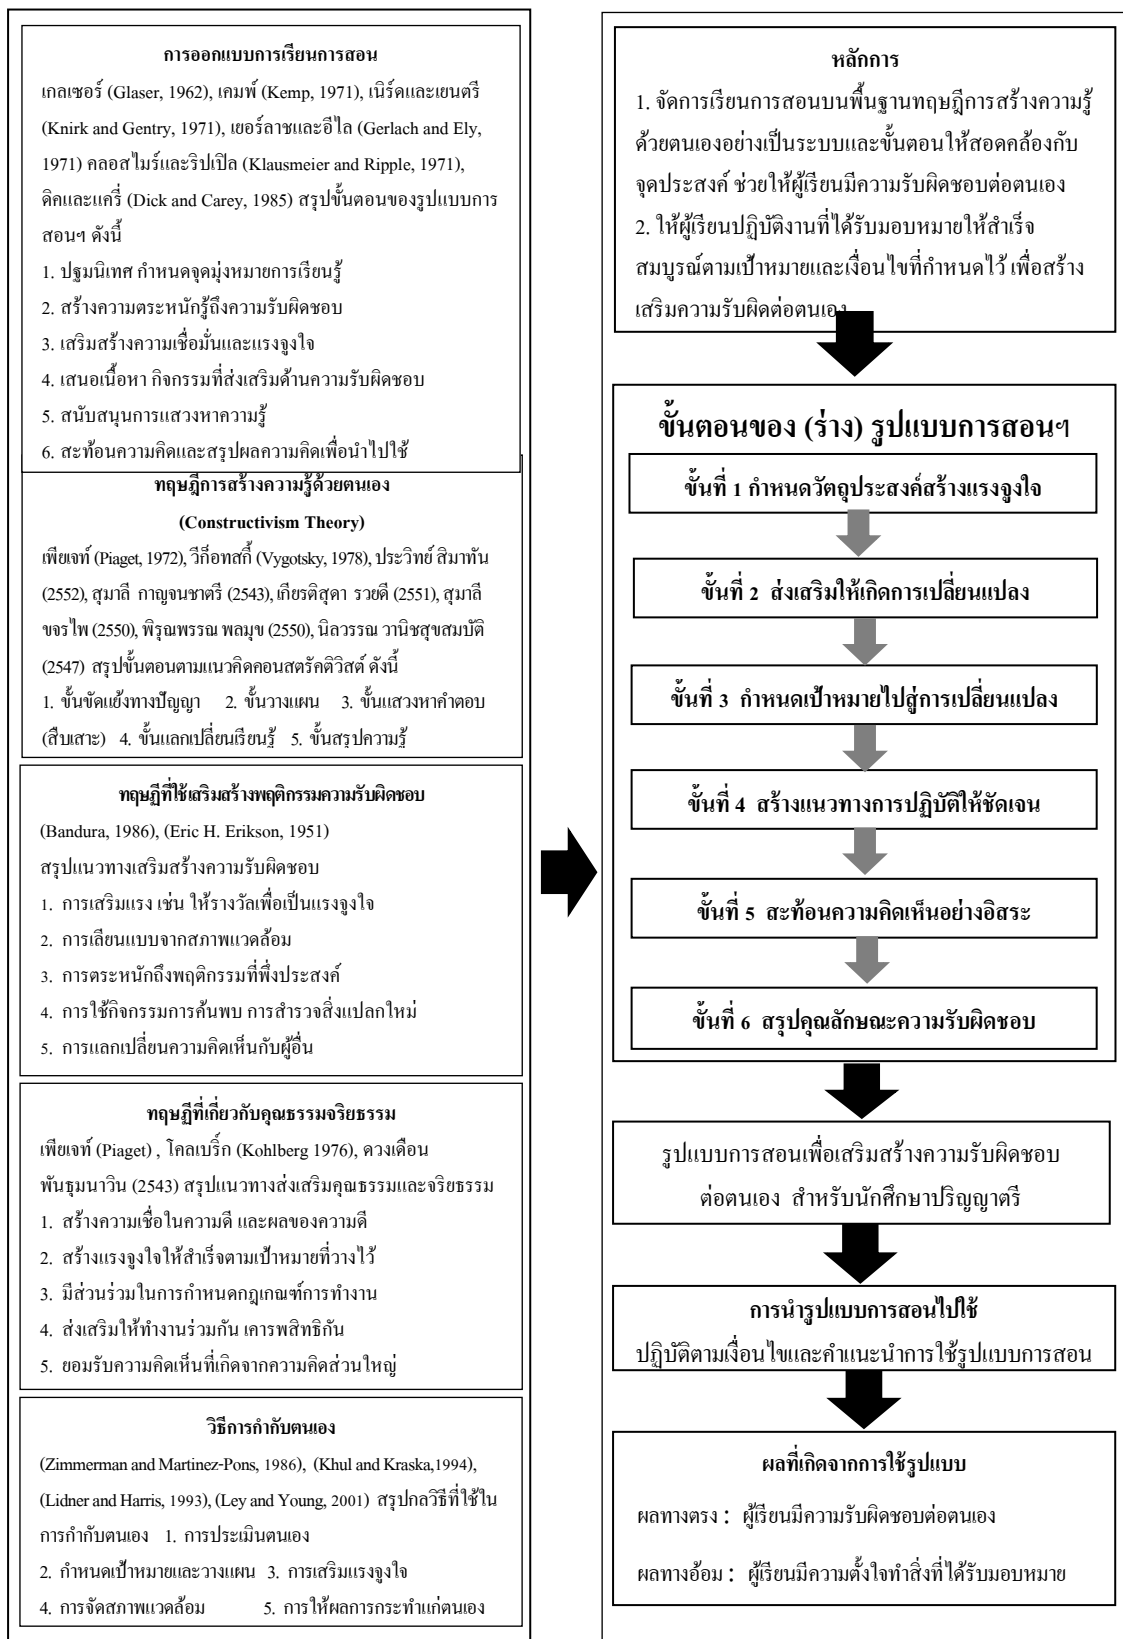 การออกแบบการเรียนการสอน
เกลเซอร์ (Glaser, 1962), เคมพ์ (Kemp, 1971), เนิร์คและเยนตรี
(Knirk and Gentry, 1971), เยอร์ลาชและอีไล (Gerlach and Ely,
1971) คลอสไมร์และริปเปิล (Klausmeier and Ripple, 1971),
ดิคและแครี่ (Dick and Carey, 1985) สรุปขั้นตอนของรูปแบบการ
สอนฯ ดังนี้
1. ปฐมนิเทศ กำหนดจุดมุ่งหมายการเรียนรู้
2. สร้างความตระหนักรู้ถึงความรับผิดชอบ
3. เสริมสร้างความเชื่อมั่นและแรงจูงใจ
4. เสนอเนื้อหา กิจกรรมที่ส่งเสริมด้านความรับผิดชอบ
5. สนับสนุนการแสวงหาความรู้
6. สะท้อนความคิดและสรุปผลความคิดเพื่อนำไปใช้
ทฤษฎีการสร้างความรู้ด้วยตนเอง
(Constructivism Theory)
เพียเจท์ (Piaget, 1972), วีก็อทสกี้ (Vygotsky, 1978), ประวิทย์ สิมาทัน
(2552), สุมาลี กาญจนชาตรี (2543), เกียรติสุดา รวยดี (2551), สุมาลี
ขจรไพ (2550), พิรุณพรรณ พลมุข (2550), นิลวรรณ วานิชสุขสมบัติ
(2547) สรุปขั้นตอนตามแนวคิดคอนสตรัคติวิสต์ ดังนี้
1. ขั้นขัดแย้งทางปัญญา 2. ขั้นวางแผน 3. ขั้นแสวงหาคำตอบ
(สืบเสาะ) 4. ขั้นแลกเปลี่ยนเรียนรู้ 5. ขั้นสรุปความรู้
ทฤษฎีที่ใช้เสริมสร้างพฤติกรรมความรับผิดชอบ
(Bandura, 1986), (Eric H. Erikson, 1951)
สรุปแนวทางเสริมสร้างความรับผิดชอบ
1. การเสริมแรง เช่น ให้รางวัลเพื่อเป็นแรงจูงใจ
2. การเลียนแบบจากสภาพแวดล้อม
3. การตระหนักถึงพฤติกรรมที่พึ่งประสงค์
4. การใช้กิจกรรมการค้นพบ การสำรวจสิ่งแปลกใหม่
5. การแลกเปลี่ยนความคิดเห็นกับผู้อื่น
ทฤษฎีที่เกี่ยวกับคุณธรรมจริยธรรม
เพียเจท์ (Piaget) , โคลเบริ์ก (Kohlberg 1976), ดวงเดือน
พันธุมนาวิน (2543) สรุปแนวทางส่งเสริมคุณธรรมและจริยธรรม
1. สร้างความเชื่อในความดี และผลของความดี
2. สร้างแรงจูงใจให้สำเร็จตามเป้าหมายที่วางไว้
3. มีส่วนร่วมในการกำหนดกฎเกณฑ์การทำงาน
4. ส่งเสริมให้ทำงานร่วมกัน เคารพสิทธิกัน
5. ยอมรับความคิดเห็นที่เกิดจากความคิดส่วนใหญ่
วิธีการกำกับตนเอง
(Zimmerman and Martinez-Pons, 1986), (Khul and Kraska,1994),
(Lidner and Harris, 1993), (Ley and Young, 2001) สรุปกลวิธีที่ใช้ใน
การกำกับตนเอง 1. การประเมินตนเอง
2. กำหนดเป้าหมายและวางแผน 3. การเสริมแรงจูงใจ
4. การจัดสภาพแวดล้อม 5. การให้ผลการกระทำแก่ตนเอง
หลักการ
1. จัดการเรียนการสอนบนพื้นฐานทฤษฎีการสร้างความรู้
ด้วยตนเองอย่างเป็นระบบและขั้นตอนให้สอดคล้องกับ
จุดประสงค์ ช่วยให้ผู้เรียนมีความรับผิดชอบต่อตนเอง
2. ให้ผู้เรียนปฏิบัติงานที่ได้รับมอบหมายให้สำเร็จ
สมบูรณ์ตามเป้าหมายและเงื่อนไขที่กำหนดไว้ เพื่อสร้าง
เสริมความรับผิดต่อตนเอง
ขั้นตอนของ (ร่าง) รูปแบบการสอนฯ
ขั้นที่ 1 กำหนดวัตถุประสงค์สร้างแรงจูงใจ
ขั้นที่ 2 ส่งเสริมให้เกิดการเปลี่ยนแปลง
ขั้นที่ 3 กำหนดเป้าหมายไปสู่การเปลี่ยนแปลง
ขั้นที่ 4 สร้างแนวทางการปฏิบัติให้ชัดเจน
ขั้นที่ 5 สะท้อนความคิดเห็นอย่างอิสระ
ขั้นที่ 6 สรุปคุณลักษณะความรับผิดชอบ
รูปแบบการสอนเพื่อเสริมสร้างความรับผิดชอบ
ต่อตนเอง สำหรับนักศึกษาปริญญาตรี
การนำรูปแบบการสอนไปใช้
ปฏิบัติตามเงื่อนไขและคำแนะนำการใช้รูปแบบการสอน
ผลที่เกิดจากการใช้รูปแบบ
ผลทางตรง : ผู้เรียนมีความรับผิดชอบต่อตนเอง
ผลทางอ้อม : ผู้เรียนมีความตั้งใจทำสิ่งที่ได้รับมอบหมาย